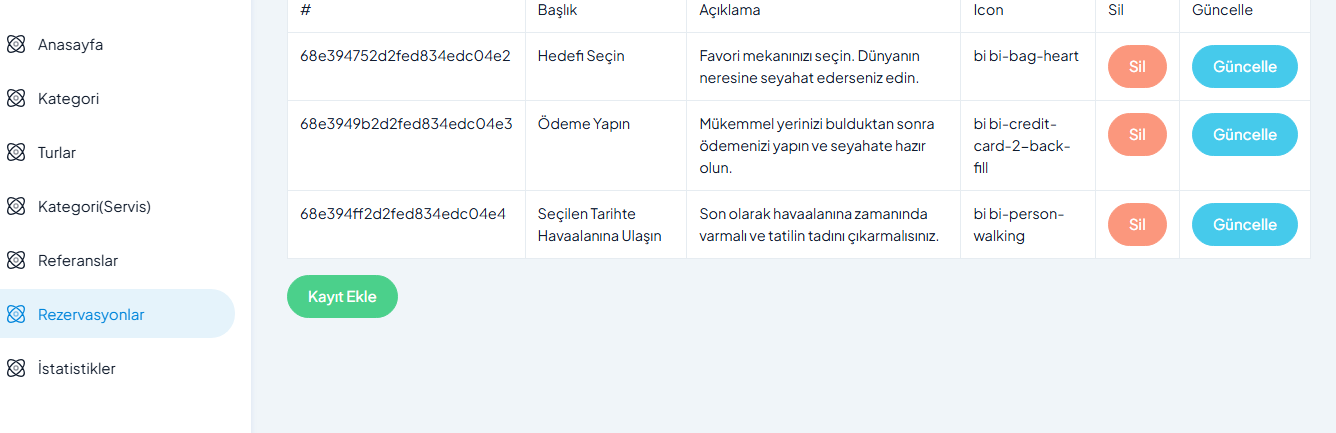 Anasayfa
Kategori
Turlar
Kategori(Servis)
Referanslar
Rezervasyonlar
İstatistikler
# Başlık Açıklama Icon Sil Güncelle
68e394752d2fed834edc04e2 Hedefi Seçin Favori mekanınızı seçin. Dünyanın bi bi-bag-heart Sil Güncelle
neresine seyahat ederseniz edin.
68e3949b2d2fed834edc04e3 Ödeme Yapın Mükemmel yerinizi bulduktan sonra bi bi-credit- Sil Güncelle
ödemenizi yapın ve seyahate hazır card-2-back-
olun. fill
68e394ff2d2fed834edc04e4 Seçilen Tarihte Son olarak havaalanına zamanında bi bi-person- Sil Güncelle
Havaalanına Ulaşın varmalı ve tatilin tadını çıkarmalısınız. walking
Kayıt Ekle